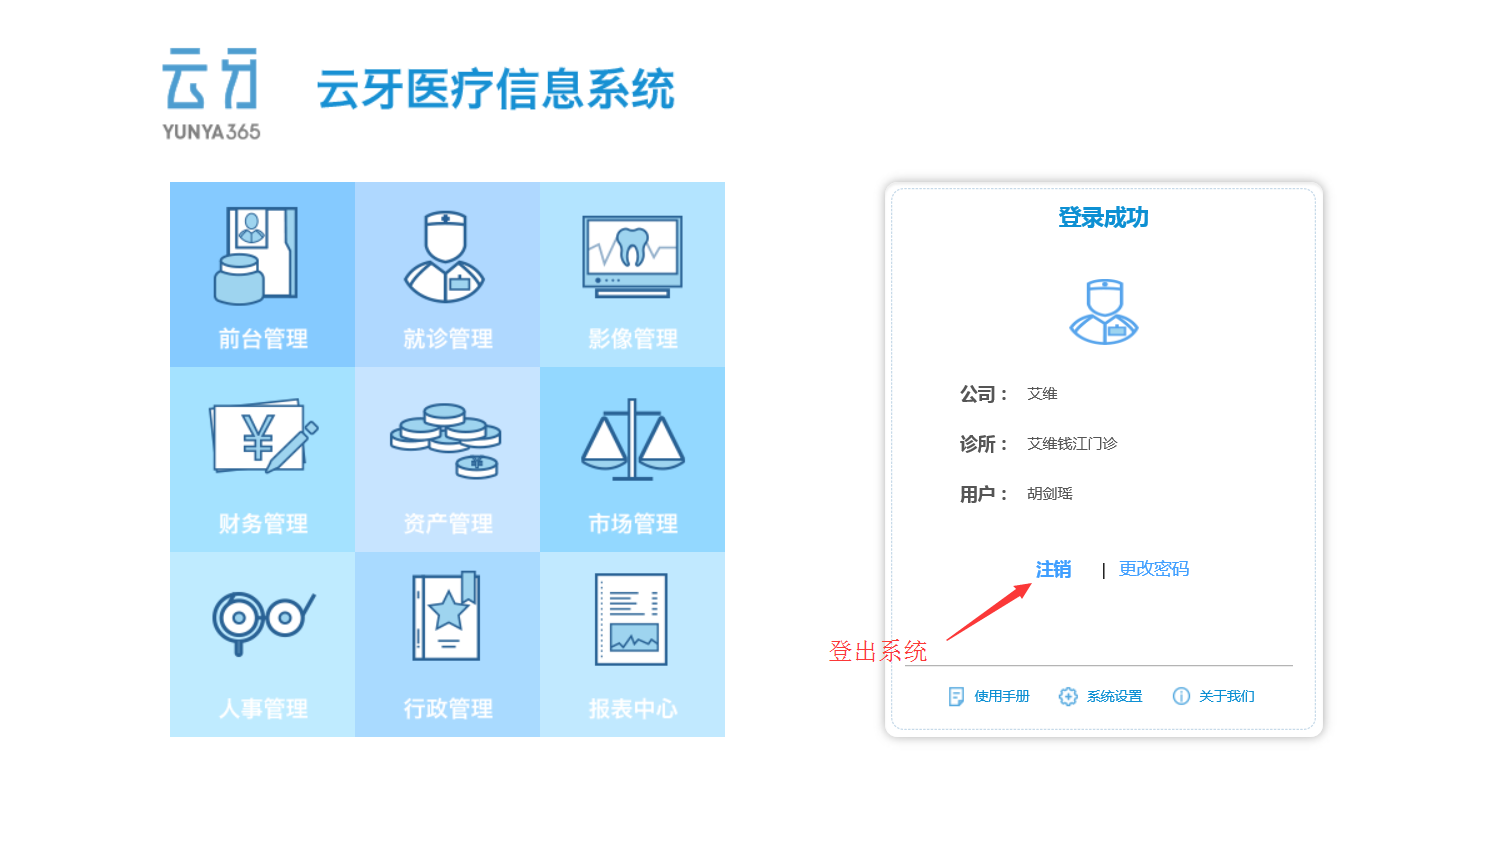 云牙
YUNYA365
云牙医疗信息系统
前台管理
就诊管理
影像管理
财务管理
资产管理
市场管理
人事管理
行政管理
报表中心
登录成功
公司： 艾维
诊所： 艾维钱江门诊
用户： 胡剑瑶
注销 | 更改密码
登出系统
使用手册 系统设置 关于我们